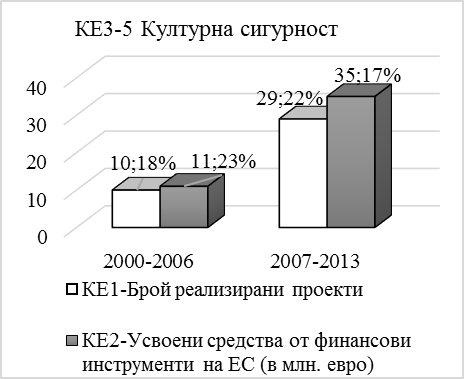 КЕ3-5 Културна сигурност
40
30
20
10
0
10;18%
11;23%
29;22%
35;17%
2000-2006
2007-2013
КЕ1-Брой реализирани проекти
КЕ2-Усвоени средства от финансови
инструменти на ЕС (в млн. евро)